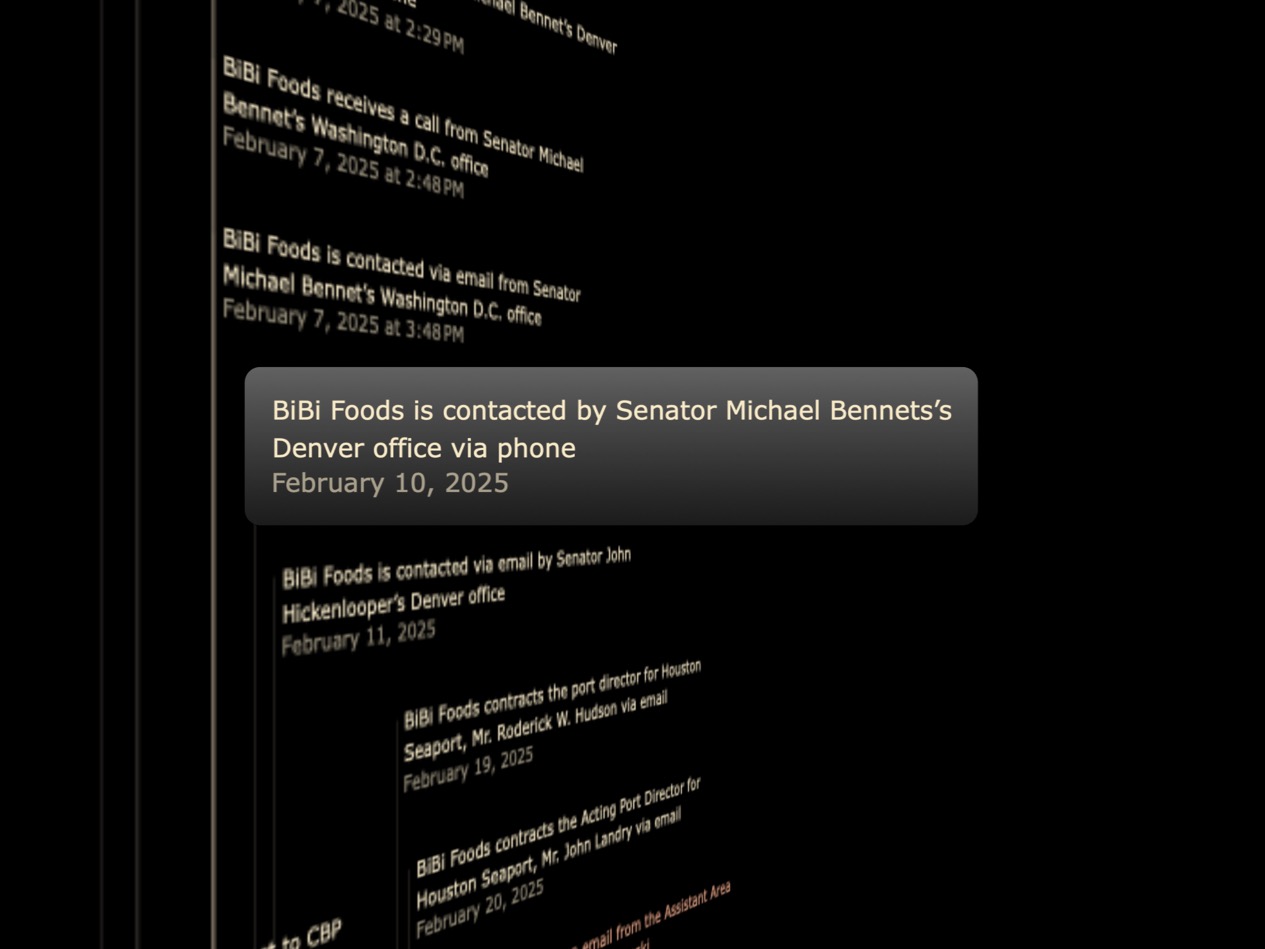 Michael Bennet's Denver
7, 2025 at 2:29 PM
BiBi Foods receives a call from Senator Michael
Bennet's Washington D.C. office
February 7, 2025 at 2:48 PM
BiBi Foods is contacted via email from Senator
Michael Bennet's Washington D.C. office
February 7, 2025 at 3:48 PM
BiBi Foods is contacted by Senator Michael Bennets’s
Denver office via phone
February 10, 2025
BiBi Foods is contacted via email by Senator John
Hickenlooper's Denver office
February 11, 2025
BiBi Foods contracts the port director for Houston
Seaport, Mr. Roderick W. Hudson via email
February 19, 2025
BiBi Foods contracts the Acting Port Director for
Houston Seaport, Mr. John Landry via email
February 20, 2025
email from the Assistant Area
to CBP